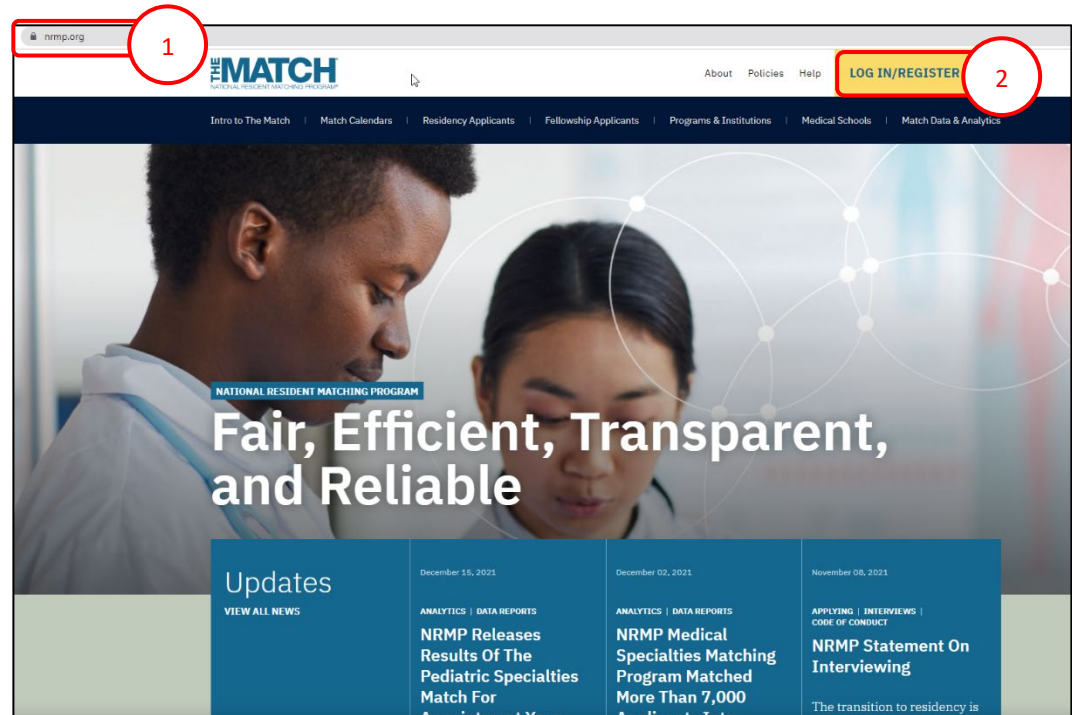 nrmp.org
1
THE MATCH
NATIONAL RESIDENT MATCHING PROGRAM®
About Policies Help LOG IN/REGISTER
2
Intro to The Match | Match Calendars | Residency Applicants | Fellowship Applicants | Programs & Institutions | Medical Schools | Match Data & Analytics
NATIONAL RESIDENT MATCHING PROGRAM
Fair, Efficient, Transparent,
and Reliable
Updates
VIEW ALL NEWS
December 15, 2021
ANALYTICS | DATA REPORTS
NRMP Releases
Results Of The
Pediatric Specialties
Match For
December 02, 2021
ANALYTICS | DATA REPORTS
NRMP Medical
Specialties Matching
Program Matched
More Than 7,000
November 08, 2021
APPLYING | INTERVIEWS |
CODE OF CONDUCT
NRMP Statement On
Interviewing
The transition to residency is